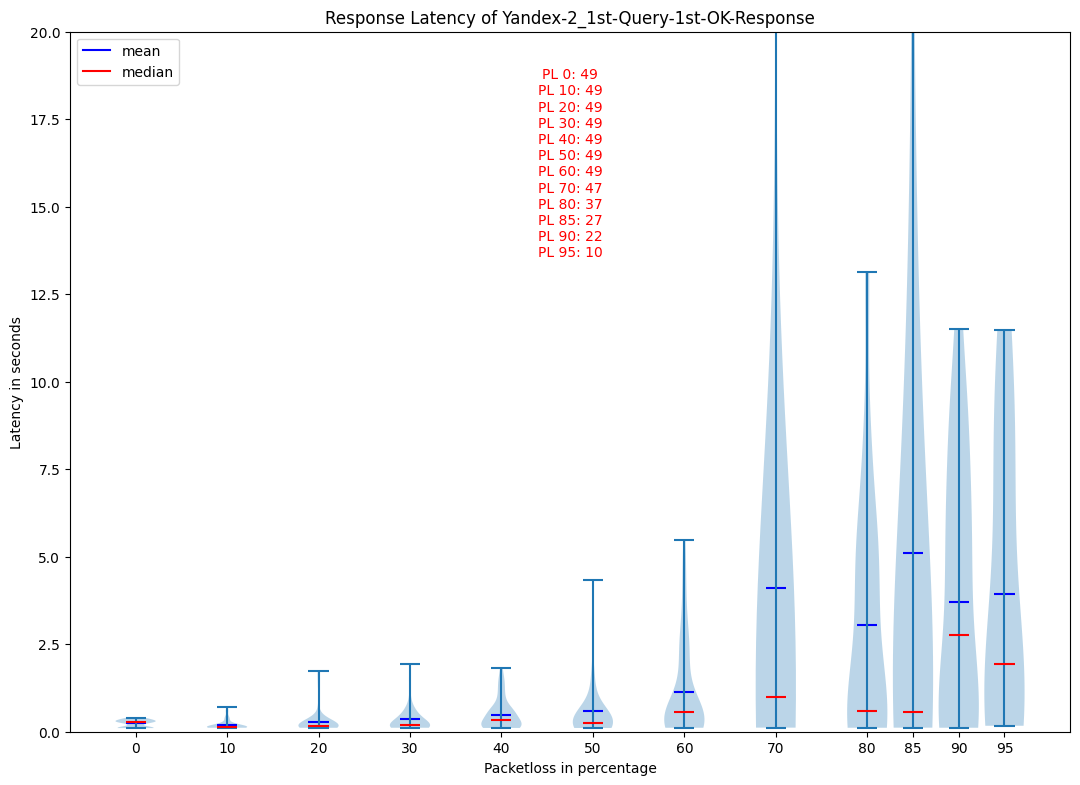 Response Latency of Yandex-2_1st-Query-1st-OK-Response
mean
median
PL 0: 49
PL 10: 49
PL 20: 49
PL 30: 49
PL 40: 49
PL 50: 49
PL 60: 49
PL 70: 47
PL 80: 37
PL 85: 27
PL 90: 22
PL 95: 10
Latency in seconds
20.0
17.5
15.0
12.5
10.0
7.5
5.0
2.5
0.0
0 10 20 30 40 50 60 70 80 85 90 95
Packetloss in percentage